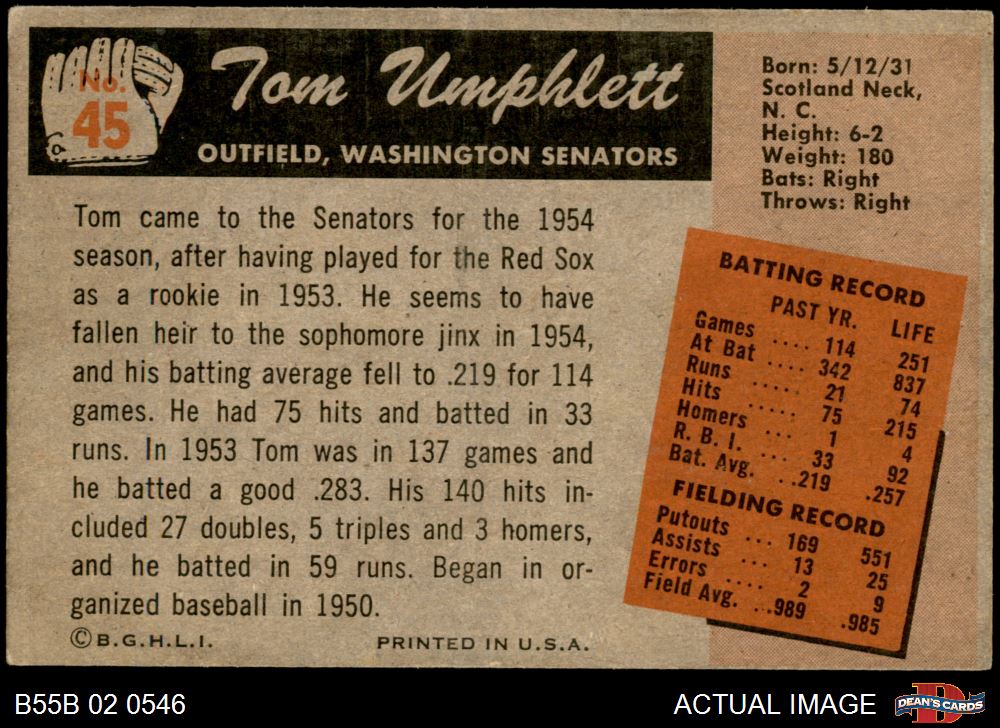 No.
45
Tom Umphlett
OUTFIELD, WASHINGTON SENATORS
Born: 5/12/31
Scotland Neck,
N. C.
Height: 6-2
Weight: 180
Bats: Right
Throws: Right
Tom came to the Senators for the 1954
season, after having played for the Red Sox
as a rookie in 1953. He seems to have
fallen heir to the sophomore jinx in 1954,
and his batting average fell to .219 for 114
games. He had 75 hits and batted in 33
runs. In 1953 Tom was in 137 games and
he batted a good .283. His 140 hits in-
cluded 27 doubles, 5 triples and 3 homers,
and he batted in 59 runs. Began in or-
ganized baseball in 1950.
© B.G.H.L.I. PRINTED IN U.S.A.
BATTING RECORD
PAST YR. LIFE
Games .... 114 251
At Bat .... 342 837
Runs ..... 21 74
Hits ..... 75 215
Homers ... 1 4
R. B. I. ... 33 92
Bat. Avg. ..219 .257
FIELDING RECORD
Putouts ... 169 551
Assists ... 13 25
Errors .... 2 9
Field Avg. ...989 .985
B55B 02 0546
ACTUAL IMAGE
D
DEAN'S CARDS